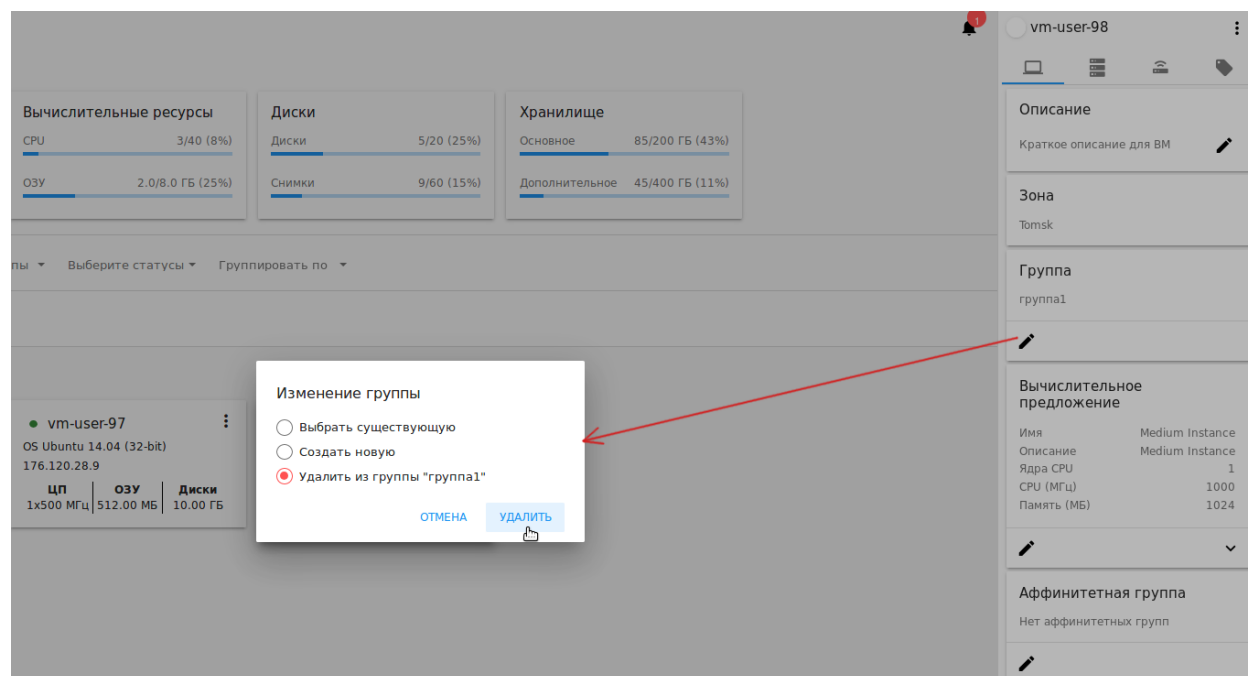 1
vm-user-98
Вычислительные ресурсы
CPU 3/40 (8%)
ОЗУ 2.0/8.0 ГБ (25%)
Диски
Диски 5/20 (25%)
Снимки 9/60 (15%)
Хранилище
Основное 85/200 ГБ (43%)
Дополнительное 45/400 ГБ (11%)
пы Выберите статусы Группировать по
vm-user-97
OS Ubuntu 14.04 (32-bit)
176.120.28.9
ЦП ОЗУ Диски
1x500 МГц 512.00 МБ 10.00 ГБ
Изменение группы
Выбрать существующую
Создать новую
Удалить из группы "группа1"
ОТМЕНА УДАЛИТЬ
Описание
Краткое описание для ВМ
Зона
Tomsk
Группа
группа1
Вычислительное
предложение
Имя Medium Instance
Описание Medium Instance
Ядра CPU 1
CPU (МГц) 1000
Память (МБ) 1024
Аффинитетная группа
Нет аффинитетных групп